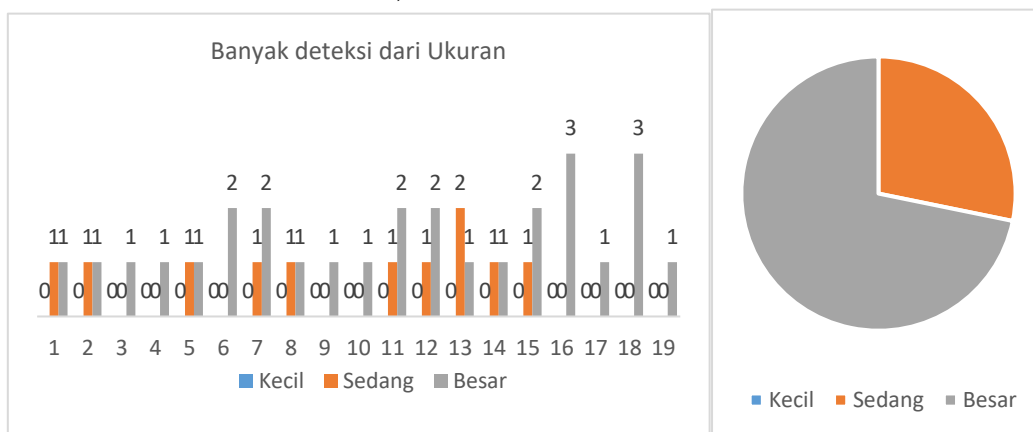 Banyak deteksi dari Ukuran
3 3
2 2 2 2 2 2
11 11 1 1 11 1 11 1 1 1 1 1 11 1 1 1
0 0 00 00 0 00 0 0 00 00 0 0 0 0 0 00 00 00 00
1 2 3 4 5 6 7 8 9 10 11 12 13 14 15 16 17 18 19
Kecil Sedang Besar
Kecil Sedang Besar